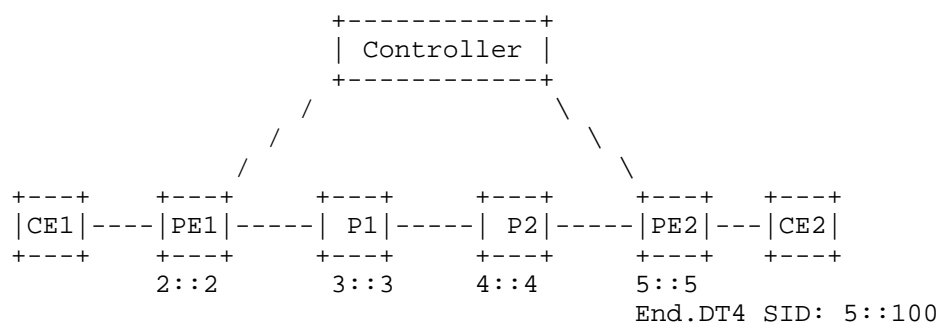 Controller
CE1 PE1 P1 P2 PE2 CE2
2::2 3::3 4::4 5::5
End.DT4 SID: 5::100